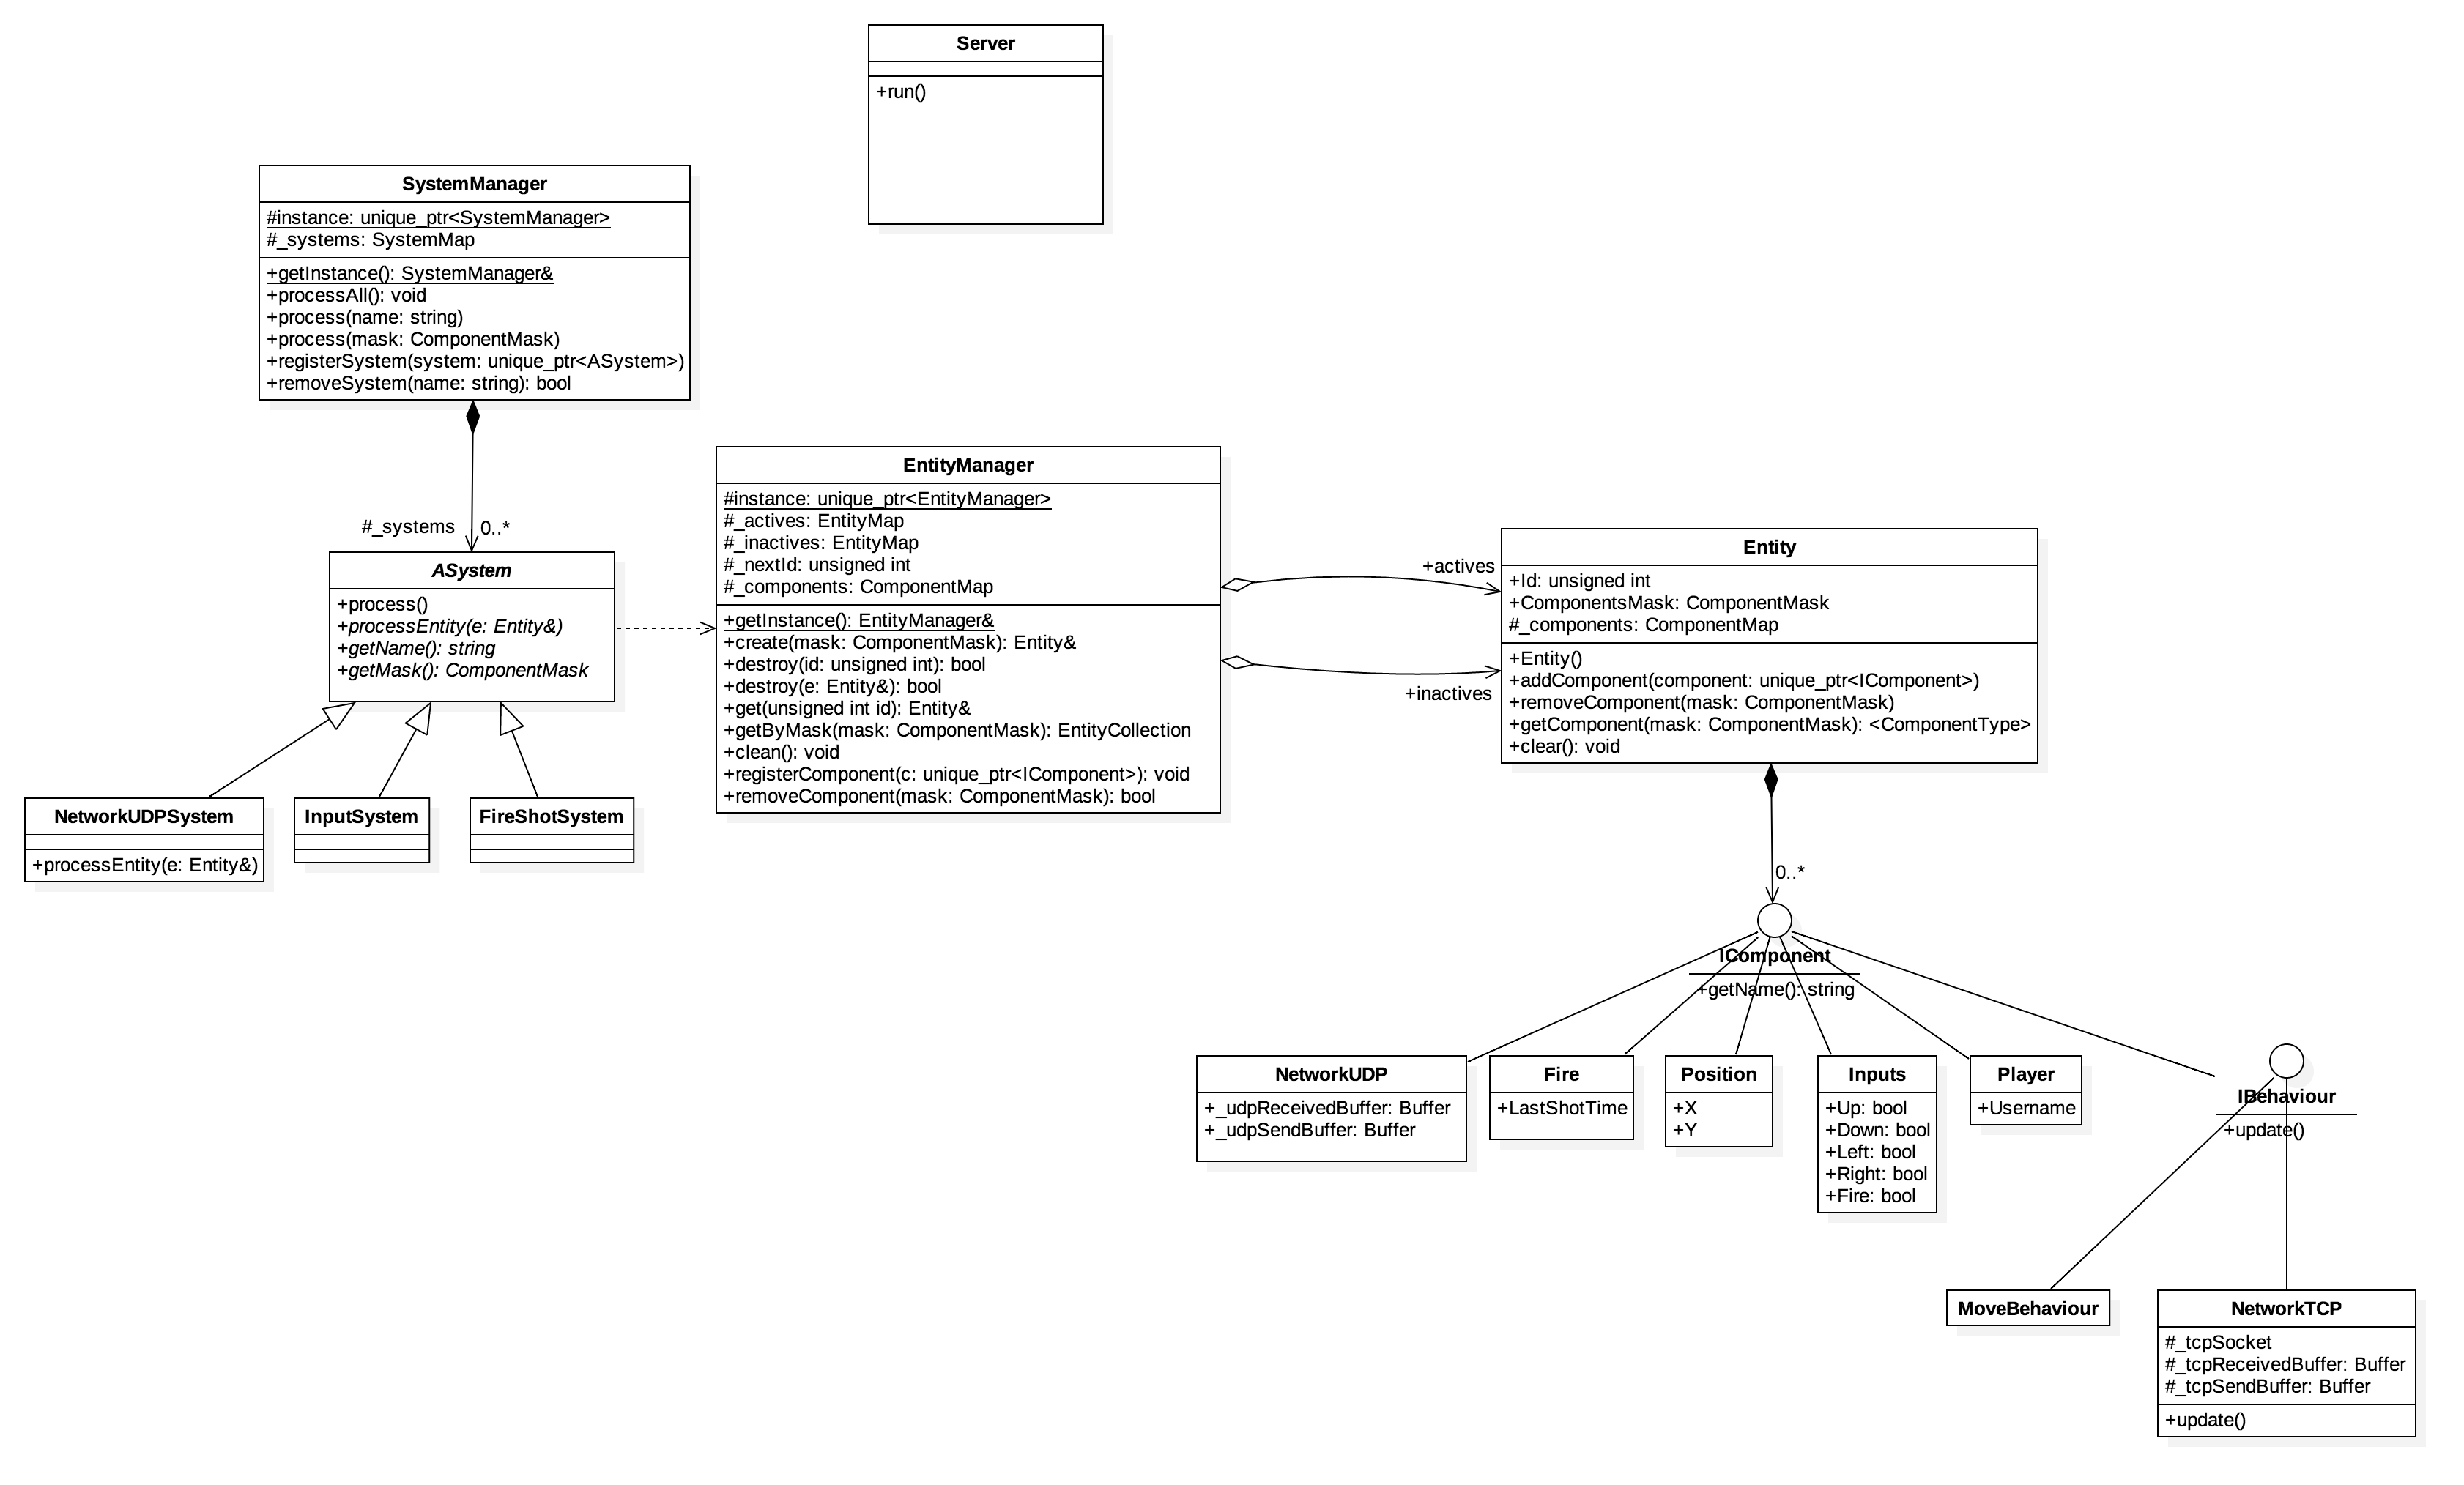 Server
+run()
SystemManager
#instance: unique_ptr<SystemManager>
#_systems: SystemMap
+getInstance(): SystemManager&
+processAll(): void
+process(name: string)
+process(mask: ComponentMask)
+registerSystem(system: unique_ptr<ASystem>)
+removeSystem(name: string): bool
#_systems
0..*
ASystem
+process()
+processEntity(e: Entity&)
+getName(): string
+getMask(): ComponentMask
NetworkUDPSystem
+processEntity(e: Entity&)
InputSystem
FireShotSystem
EntityManager
#instance: unique_ptr<EntityManager>
#_actives: EntityMap
#_inactives: EntityMap
#_nextId: unsigned int
#_components: ComponentMap
+getInstance(): EntityManager&
+create(mask: ComponentMask): Entity&
+destroy(id: unsigned int): bool
+destroy(e: Entity&): bool
+get(unsigned int id): Entity&
+getByMask(mask: ComponentMask): EntityCollection
+clean(): void
+registerComponent(c: unique_ptr<IComponent>): void
+removeComponent(mask: ComponentMask): bool
+actives
+inactives
Entity
+Id: unsigned int
+ComponentsMask: ComponentMask
#_components: ComponentMap
+Entity()
+addComponent(component: unique_ptr<IComponent>)
+removeComponent(mask: ComponentMask)
+getComponent(mask: ComponentMask): <ComponentType>
+clear(): void
0..*
IComponent
+getName(): string
NetworkUDP
+_udpReceivedBuffer: Buffer
+_udpSendBuffer: Buffer
Fire
+LastShotTime
Position
+X
+Y
Inputs
+Up: bool
+Down: bool
+Left: bool
+Right: bool
+Fire: bool
Player
+Username
IBehaviour
+update()
MoveBehaviour
NetworkTCP
#_tcpSocket
#_tcpReceivedBuffer: Buffer
#_tcpSendBuffer: Buffer
+update()